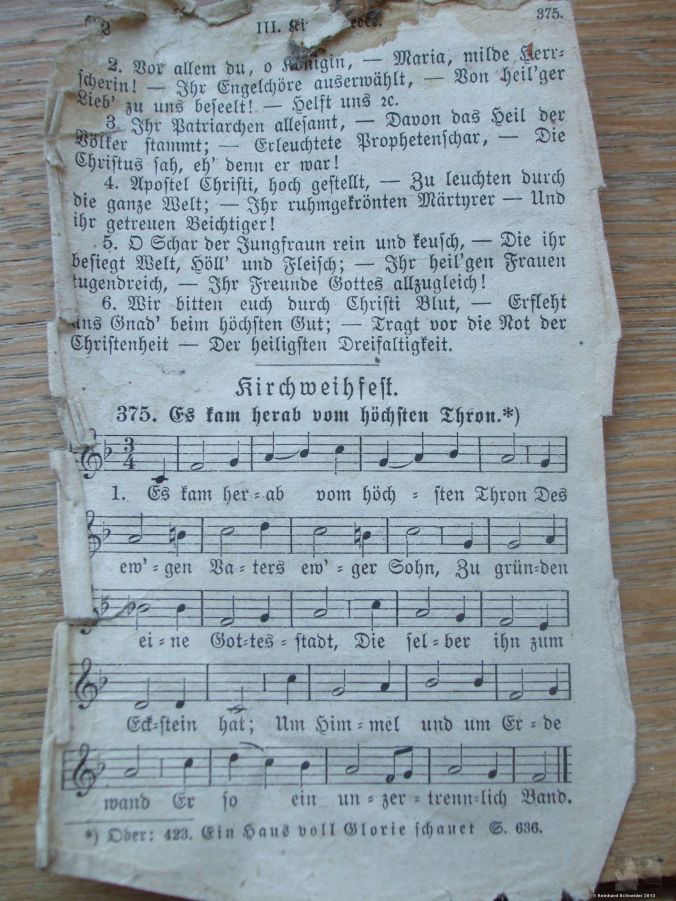 2 III. 375.
2. Vor allem du, o Königin, — Maria, milde Herr-
scherin! — Ihr Engelchöre auserwählt, — Von heil'ger
Lieb' zu uns beseelt! — Helft uns ꝛc.
3. Ihr Patriarchen allesamt, — Davon das Heil der
Völker stammt; — Erleuchtete Prophetenschar, — Die
Christus sah, eh' denn er war!
4. Apostel Christi, hoch gestellt, — Zu leuchten durch
die ganze Welt; — Ihr ruhmgekrönten Märtyrer — Und
ihr getreuen Beichtiger!
5. O Schar der Jungfraun rein und keusch, — Die ihr
besiegt Welt, Höll' und Fleisch; — Ihr heil'gen Frauen
tugendreich, — Ihr Freunde Gottes allzugleich!
6. Wir bitten euch durch Christi Blut, — Erfleht
uns Gnad' beim höchsten Gut; — Tragt vor die Not der
Christenheit — Der heiligsten Dreifaltigkeit.
Kirchweihfest.
375. Es kam herab vom höchsten Thron.*)
3
4
1. Es kam her-ab vom höch-sten Thron Des
ew'-gen Va-ters ew'-ger Sohn, Zu grün-den
ei-ne Got-tes-stadt, Die sel-ber ihn zum
Eck-stein hat; Um Him-mel und um Er-de
wand Er so ein un-zer-trenn-lich Band.
*) Oder: 423. Ein Haus voll Glorie schauet S. 636.
© Reinhard Schneider 2013